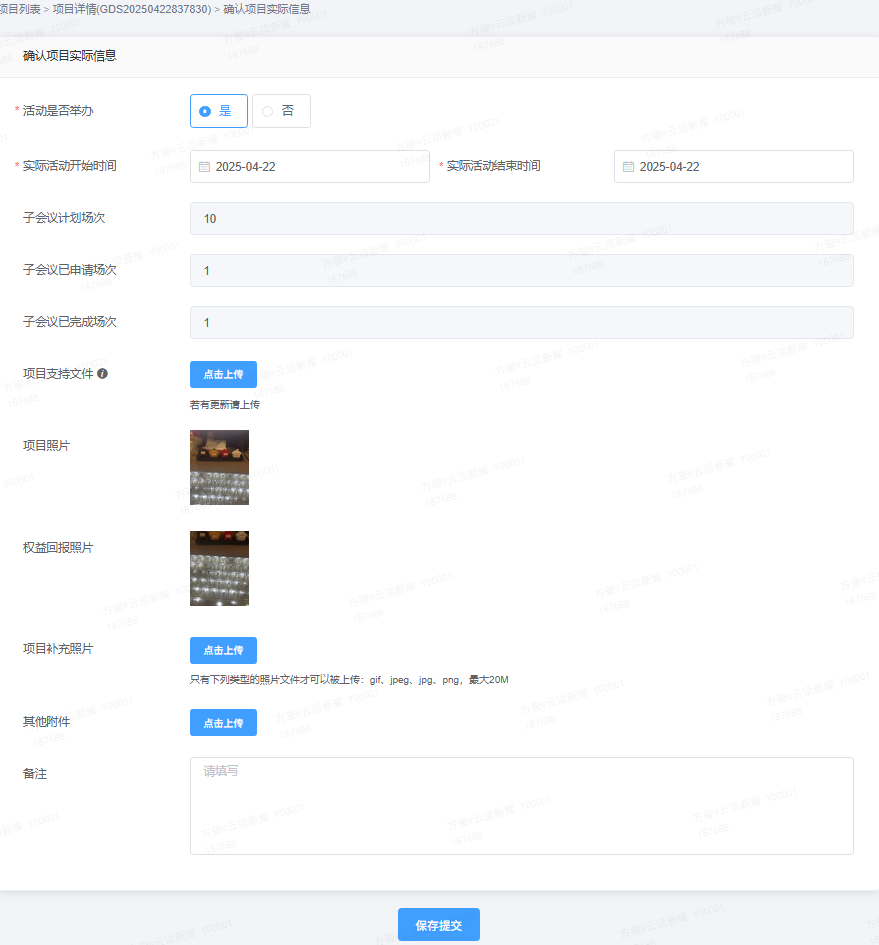 项目列表 > 项目详情(GDS20250422837830) > 确认项目实际信息
确认项目实际信息
* 活动是否举办
是
否
* 实际活动开始时间
2025-04-22
* 实际活动结束时间
2025-04-22
子会议计划场次
10
子会议已申请场次
1
子会议已完成场次
1
项目支持文件
点击上传
若有更新请上传
项目照片
权益回报照片
项目补充照片
点击上传
只有下列类型的照片文件才可以被上传：gif、jpeg、jpg、png，最大20M
其他附件
点击上传
备注
请填写
保存提交